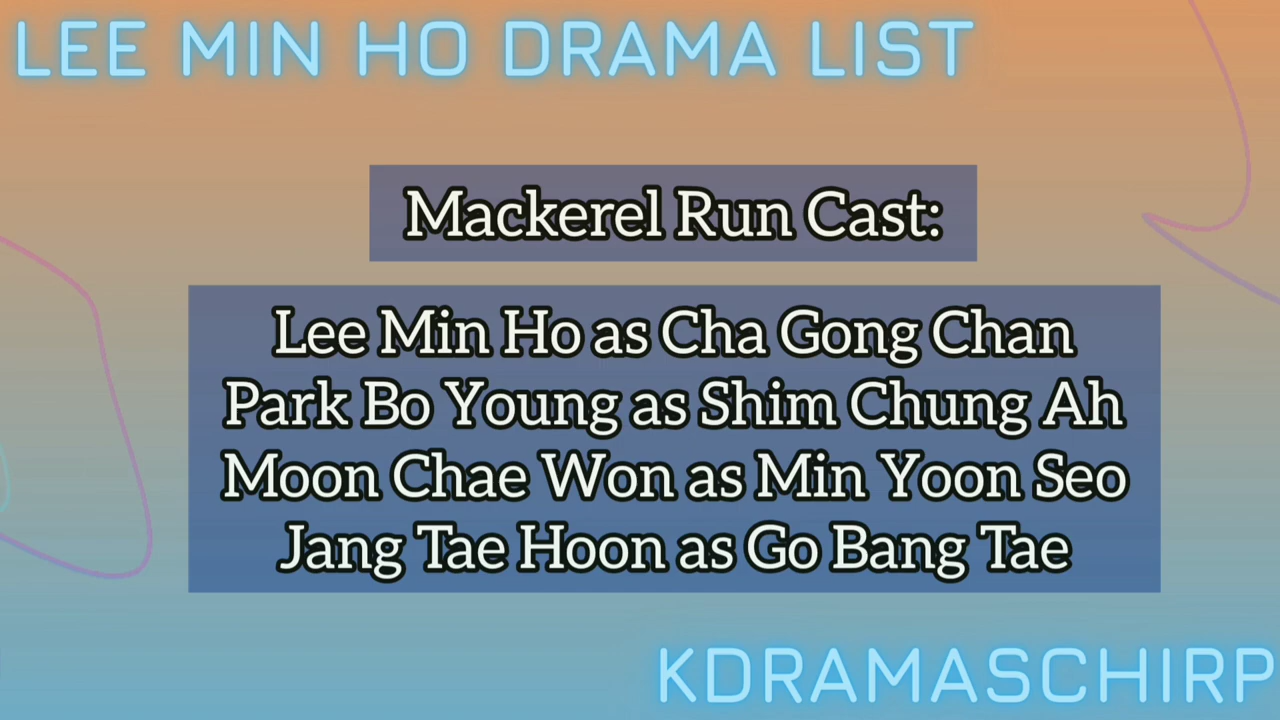 LEE MIN HO DRAMA LIST
Mackerel Run Cast:
Lee Min Ho as Cha Gong Chan
Park Bo Young as Shim Chung Ah
Moon Chae Won as Min Yoon Seo
Jang Tae Hoon as Go Bang Tae
KDRAMASCHIRP